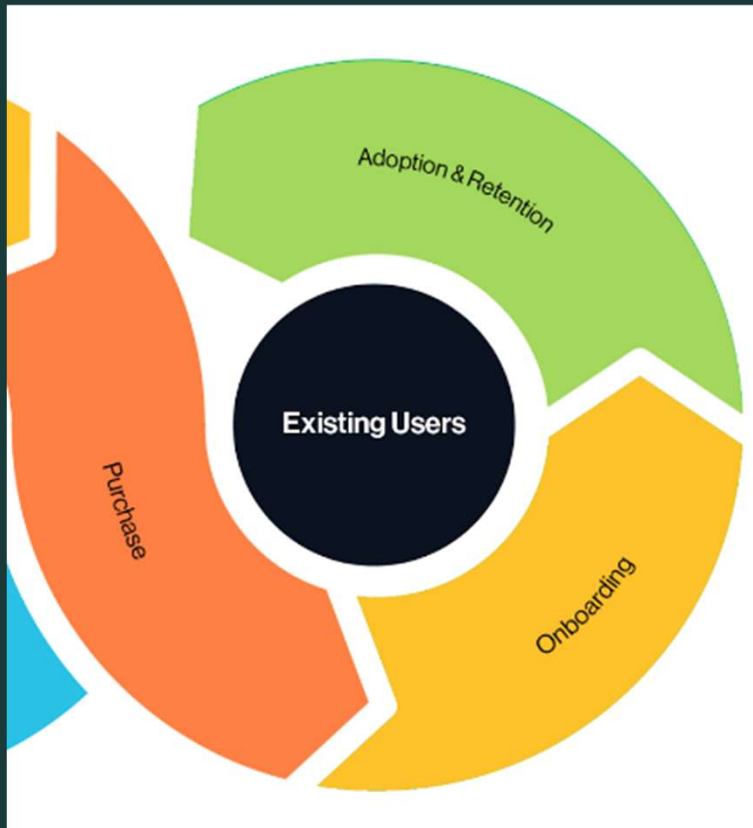 Adoption & Retention
Existing Users
Purchase
Onboarding